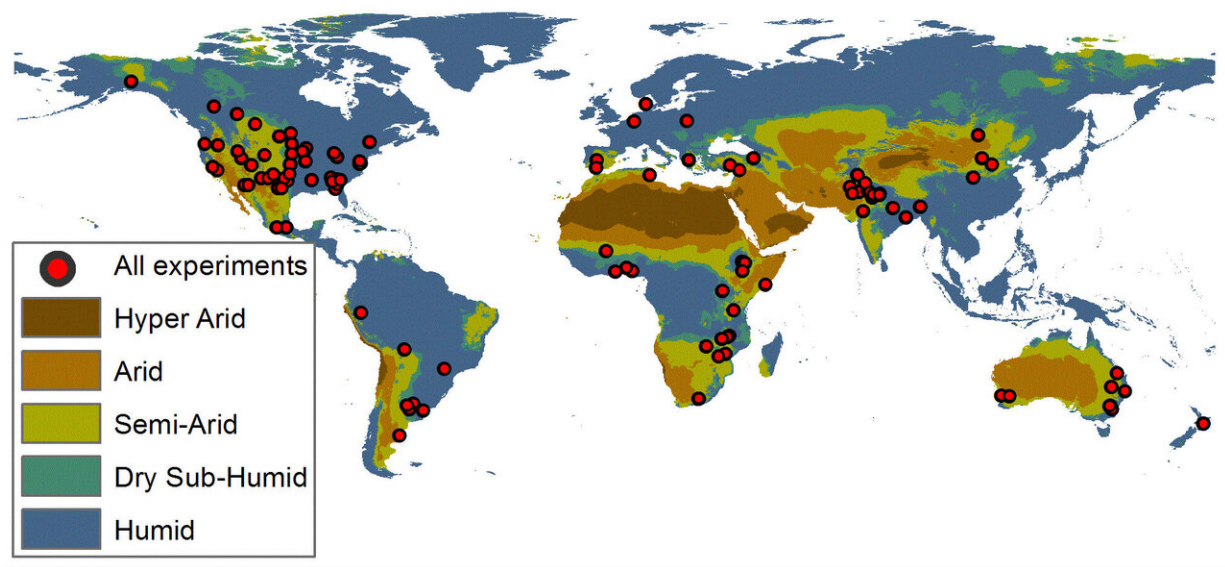 All experiments
Hyper Arid
Arid
Semi-Arid
Dry Sub-Humid
Humid